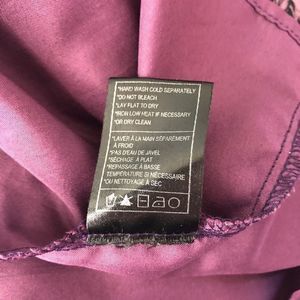 *HAND WASH COLD SEPARATELY
*DO NOT BLEACH
*LAY FLAT TO DRY
*IRON LOW HEAT IF NECESSARY
*OR DRY CLEAN
*LAVER À LA MAIN SÉPARÉMENT
À FROID
*PAS D'EAU DE JAVEL
*SÉCHAGE À PLAT
*REPASSAGE À BASSE
TEMPÉRATURE SI NÉCESSAIRE
*OU NETTOYAGE À SEC